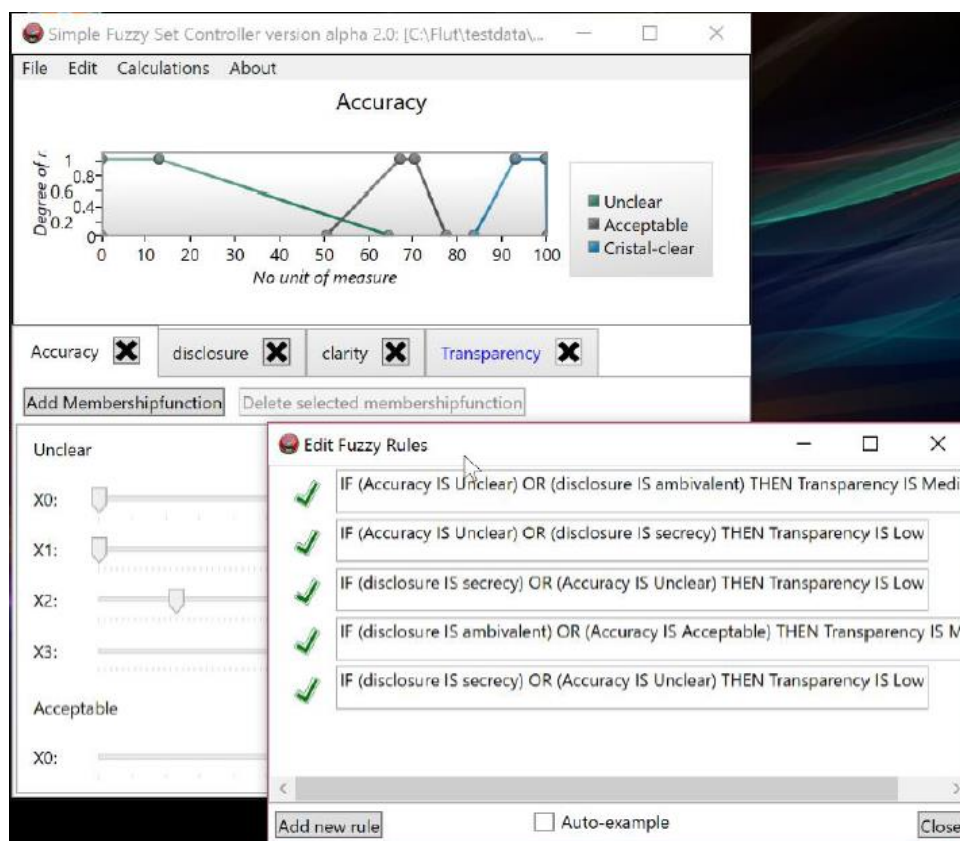 Simple Fuzzy Set Controller version alpha 2.0: [C:\Flut\testdata\...
File Edit Calculations About
Accuracy
Degree of r.
1
0.8
0.6
0.4
0.2
0
0 10 20 30 40 50 60 70 80 90 100
No unit of measure
Unclear
Acceptable
Cristal-clear
Accuracy disclosure clarity Transparency
Add Membershipfunction Delete selected membershipfunction
Unclear
X0:
X1:
X2:
X3:
Acceptable
X0:
Edit Fuzzy Rules
IF (Accuracy IS Unclear) OR (disclosure IS ambivalent) THEN Transparency IS Medi
IF (Accuracy IS Unclear) OR (disclosure IS secrecy) THEN Transparency IS Low
IF (disclosure IS secrecy) OR (Accuracy IS Unclear) THEN Transparency IS Low
IF (disclosure IS ambivalent) OR (Accuracy IS Acceptable) THEN Transparency IS M
IF (disclosure IS secrecy) OR (Accuracy IS Unclear) THEN Transparency IS Low
Add new rule Auto-example Close